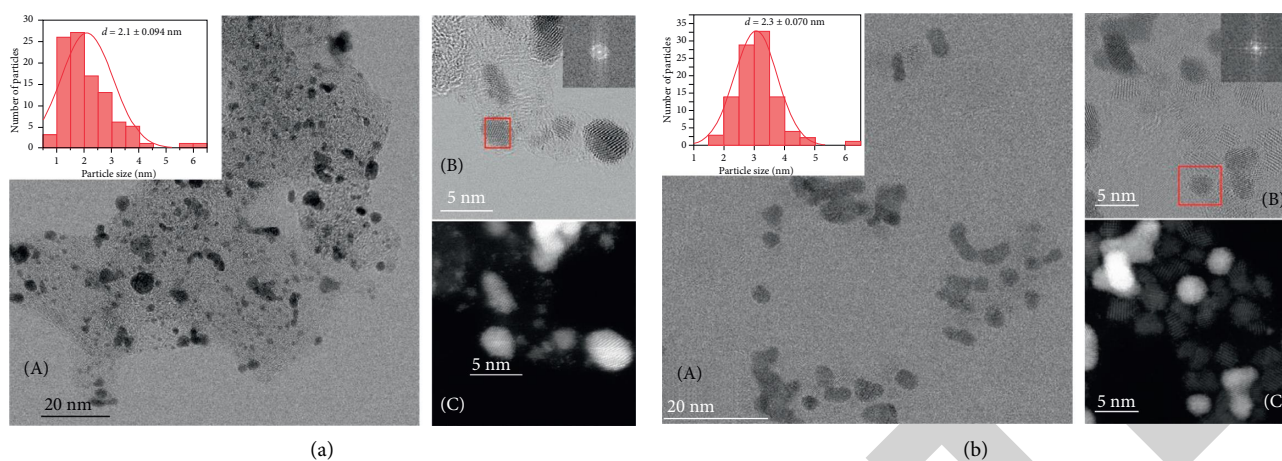 30
25
20
15
10
5
0
Number of particles
d = 2.1 ± 0.094 nm
1 2 3 4 5 6
Particle size (nm)
(A)
20 nm
(B)
5 nm
5 nm
(C)
(a)
35
30
25
20
15
10
5
0
Number of particles
d = 2.3 ± 0.070 nm
1 2 3 4 5 6
Particle size (nm)
(A)
20 nm
5 nm
(B)
5 nm
(C)
(b)